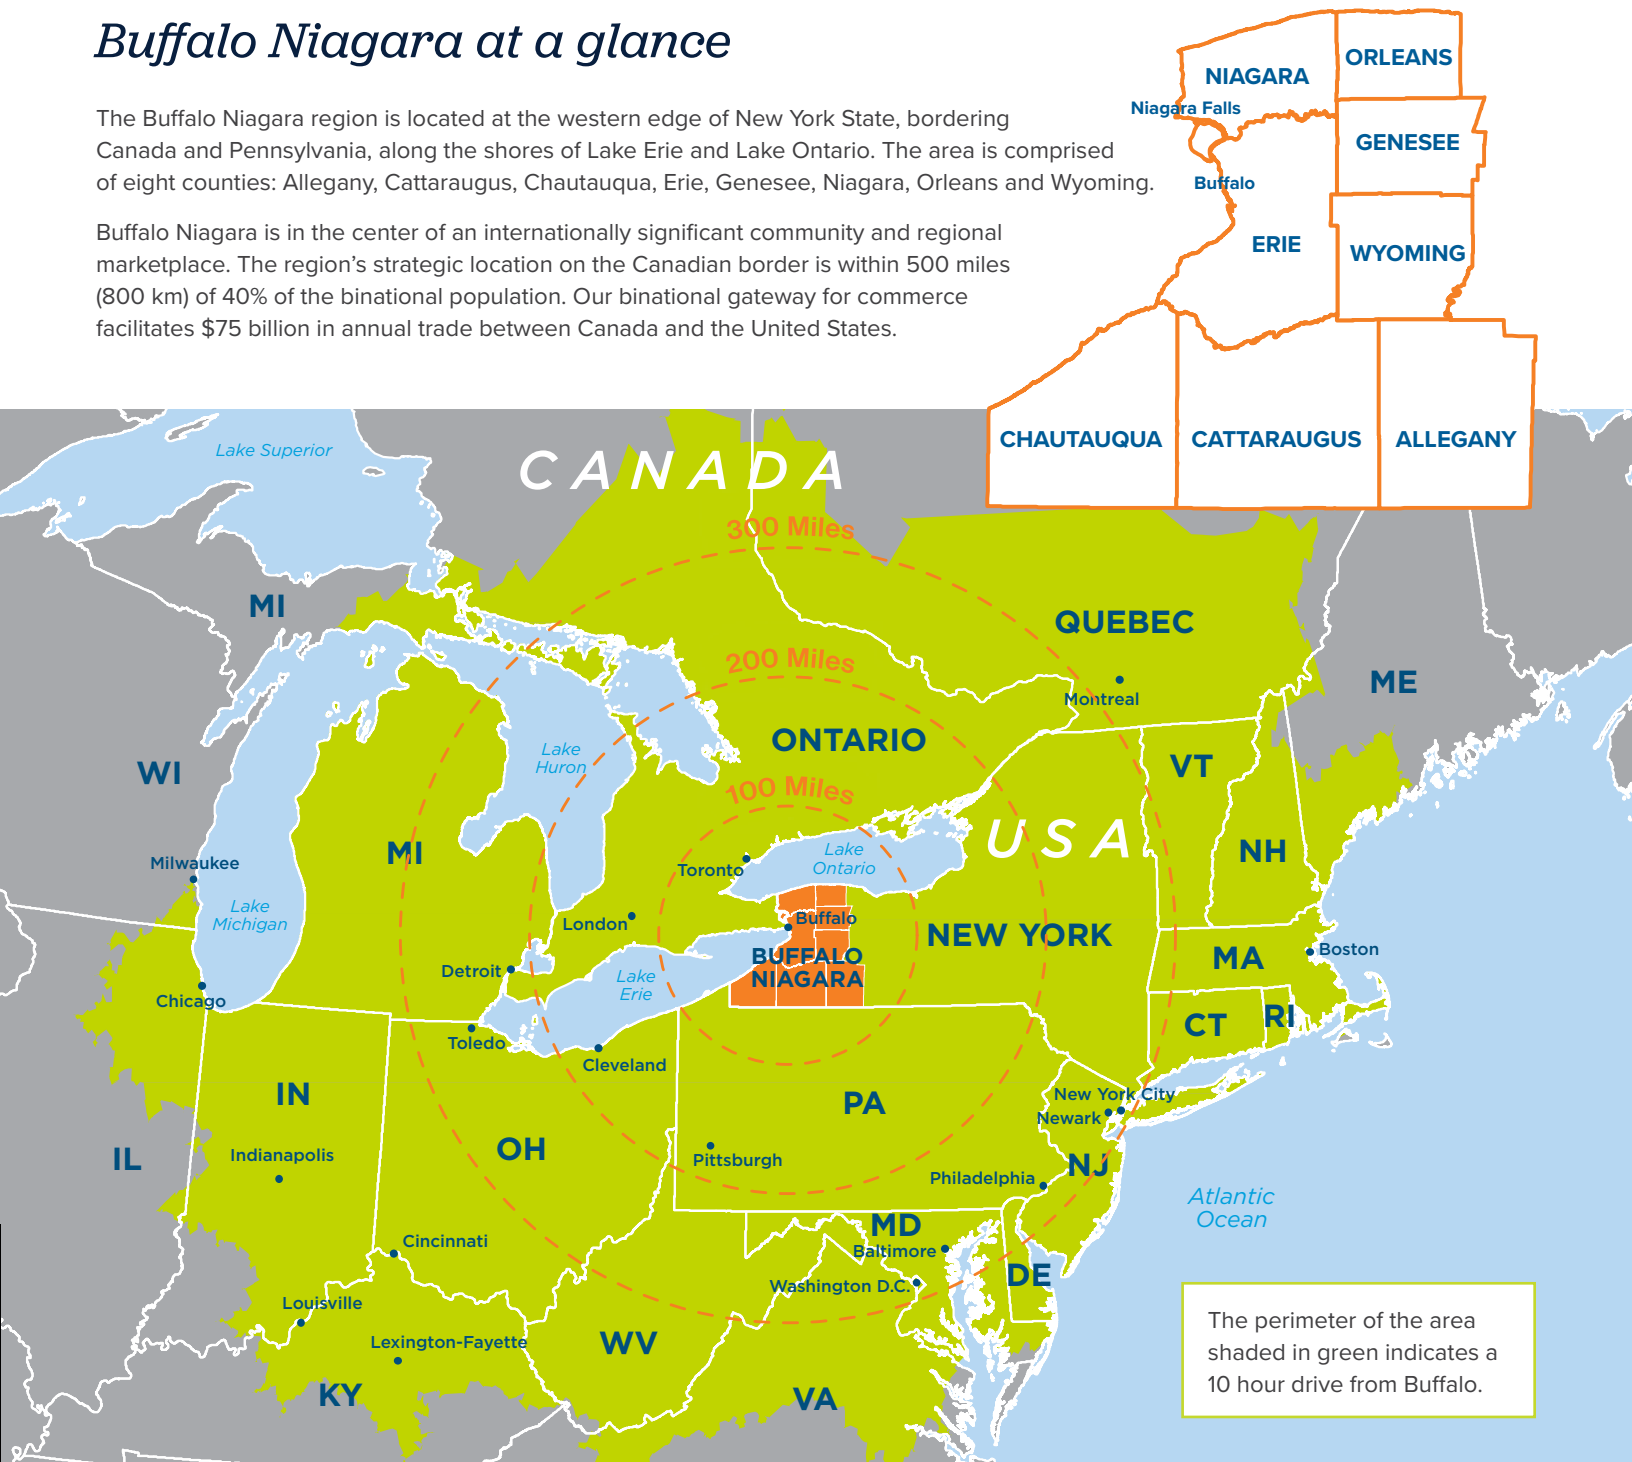 Buffalo Niagara at a glance
The Buffalo Niagara region is located at the western edge of New York State, bordering
Canada and Pennsylvania, along the shores of Lake Erie and Lake Ontario. The area is comprised
of eight counties: Allegany, Cattaraugus, Chautauqua, Erie, Genesee, Niagara, Orleans and Wyoming.
Buffalo Niagara is in the center of an internationally significant community and regional
marketplace. The region’s strategic location on the Canadian border is within 500 miles
(800 km) of 40% of the binational population. Our binational gateway for commerce
facilitates $75 billion in annual trade between Canada and the United States.
ORLEANS
NIAGARA
Niagara Falls
GENESEE
Buffalo
ERIE
WYOMING
CHAUTAUQUA
CATTARAUGUS
ALLEGANY
Lake Superior
CANADA
300 Miles
MI
QUEBEC
200 Miles
Montreal
ME
ONTARIO
Lake
Huron
WI
VT
100 Miles
USA
MI
Lake
Ontario
NH
Milwaukee
Toronto
Lake
Michigan
London
Buffalo
NEW YORK
BUFFALO
NIAGARA
MA
Boston
Detroit
Lake
Erie
Chicago
CT
RI
Toledo
Cleveland
IN
PA
New York City
Newark
OH
IL
Indianapolis
Pittsburgh
NJ
Philadelphia
Atlantic
Ocean
MD
Cincinnati
Baltimore
DE
Washington D.C.
Louisville
Lexington-Fayette
WV
KY
VA
The perimeter of the area
shaded in green indicates a
10 hour drive from Buffalo.